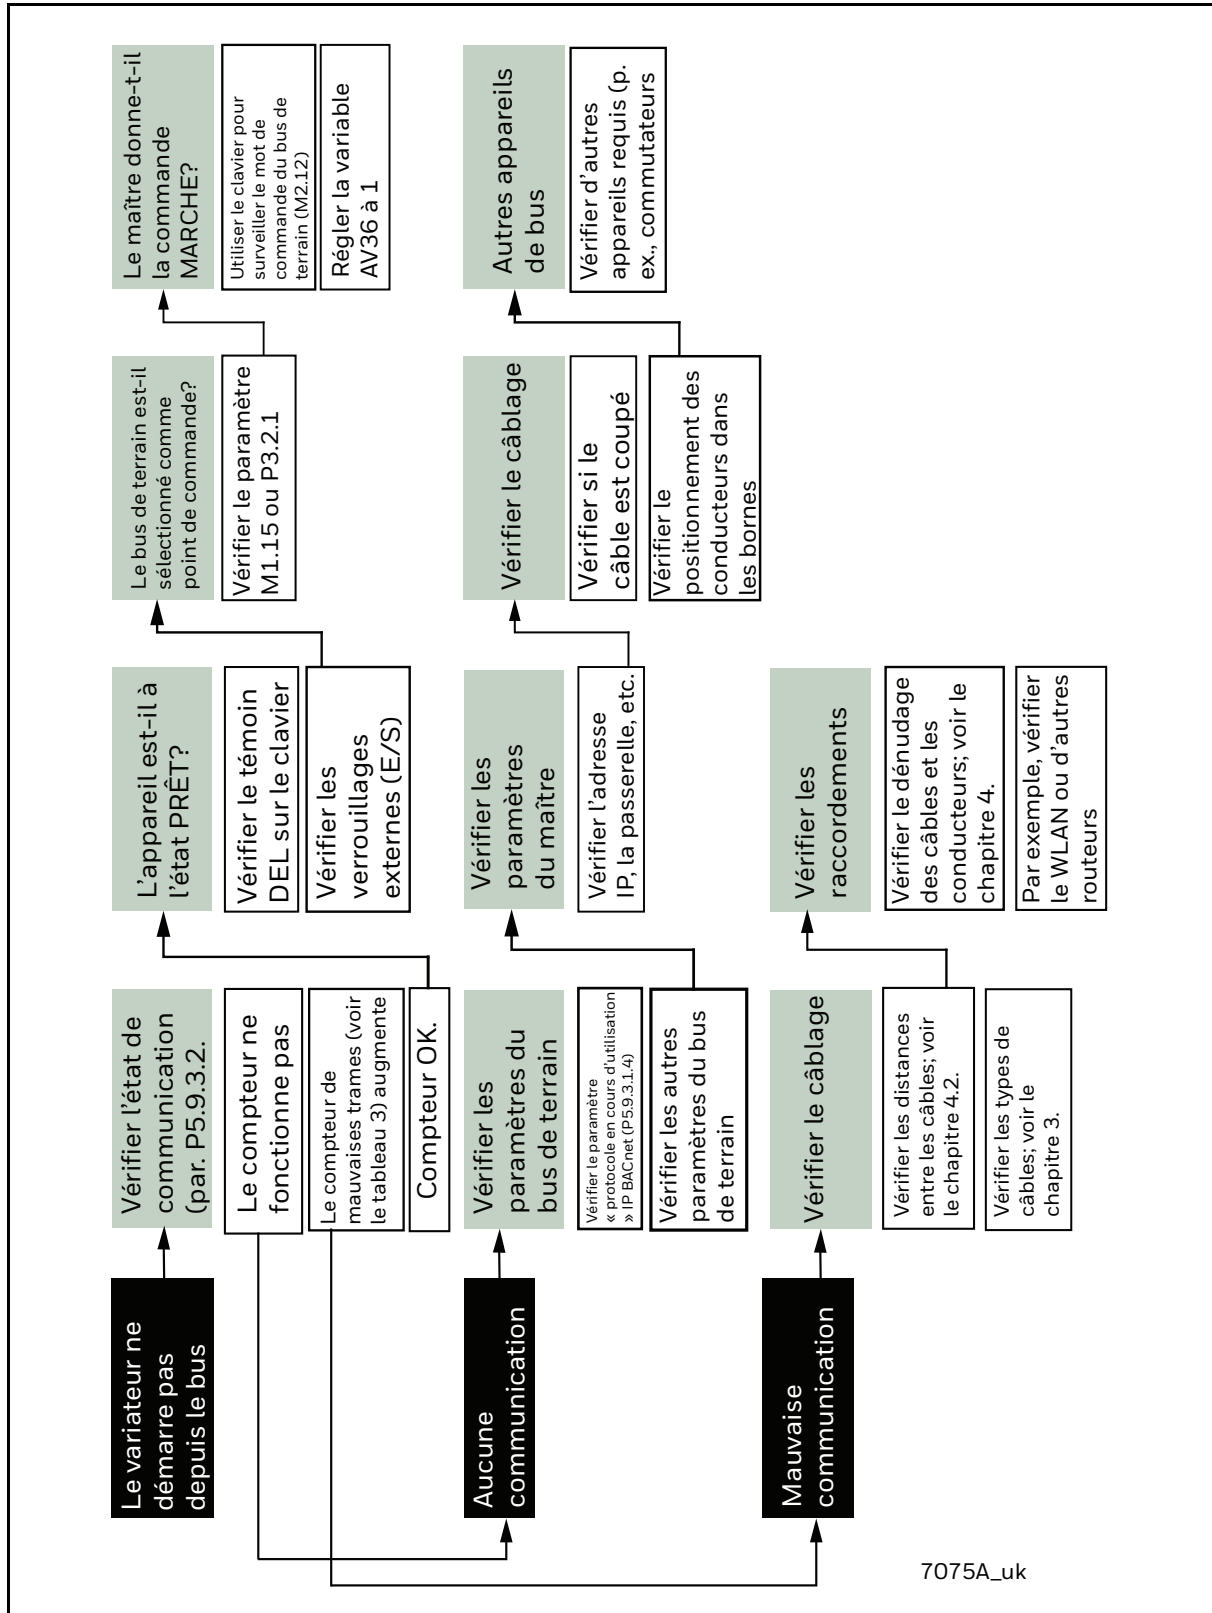 Le variateur ne
démarre pas
depuis le bus
Vérifier l'état de
communication
(par. P5.9.3.2.
Le compteur ne
fonctionne pas
Le compteur de
mauvaises trames (voir
le tableau 3) augmente
Compteur OK.
L'appareil est-il à
l'état PRÊT?
Vérifier le témoin
DEL sur le clavier
Vérifier les
verrouillages
externes (E/S)
Le bus de terrain est-il
sélectionné comme
point de commande?
Vérifier le paramètre
M1.15 ou P3.2.1
Le maître donne-t-il
la commande
MARCHE?
Utiliser le clavier pour
surveiller le mot de
commande du bus de
terrain (M2.12)
Régler la variable
AV36 à 1
Aucune
communication
Vérifier les
paramètres du
bus de terrain
Vérifier le paramètre
« protocole en cours d'utilisation
» IP BACnet (P5.9.3.1.4)
Vérifier les autres
paramètres du bus
de terrain
Vérifier les
paramètres
du maître
Vérifier l'adresse
IP, la passerelle, etc.
Vérifier le câblage
Vérifier si le
câble est coupé
Vérifier le
positionnement des
conducteurs dans
les bornes
Autres appareils
de bus
Vérifier d'autres
appareils requis (p.
ex., commutateurs
Mauvaise
communication
Vérifier le câblage
Vérifier les distances
entre les câbles; voir
le chapitre 4.2.
Vérifier les types de
câbles; voir le
chapitre 3.
Vérifier les
raccordements
Vérifier le dénudage
des câbles et les
conducteurs; voir le
chapitre 4.
Par exemple, vérifier
le WLAN ou d'autres
routeurs
7075A_uk